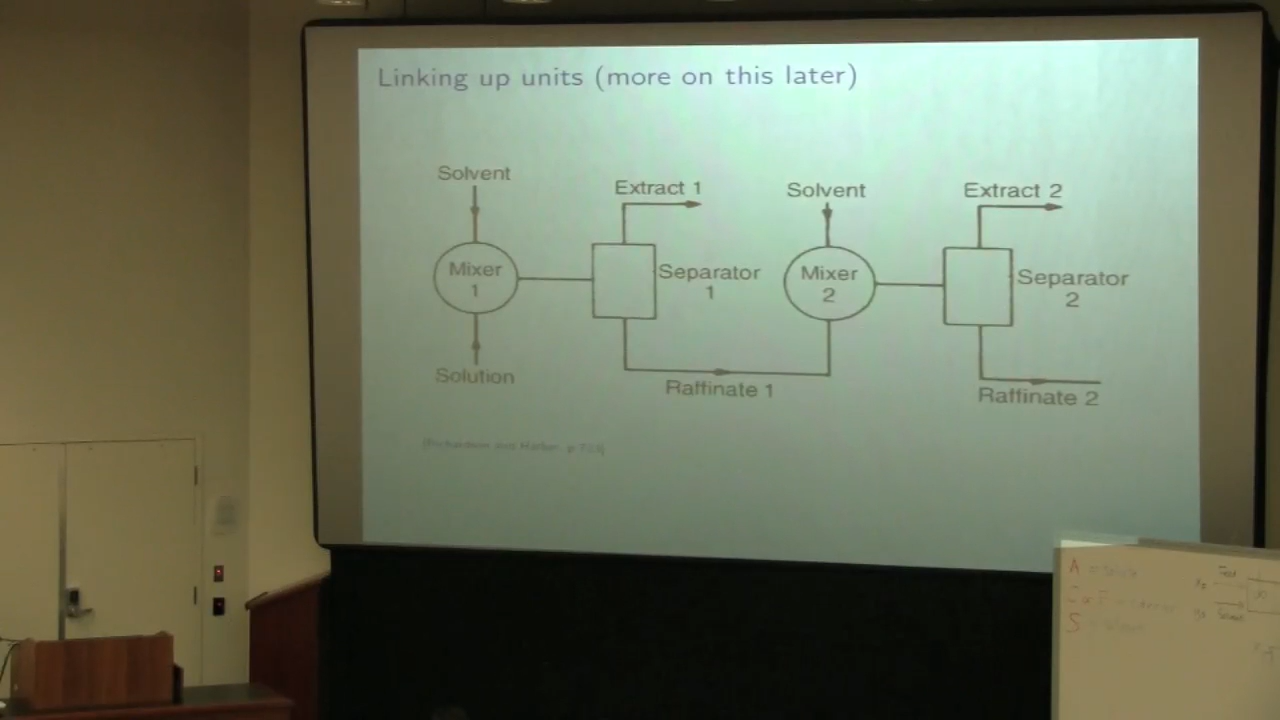 Linking up units (more on this later)
Solvent
Extract 1
Solvent
Extract 2
Mixer
1
Separator
1
Mixer
2
Separator
2
Solution
Raffinate 1
Raffinate 2
A =
S